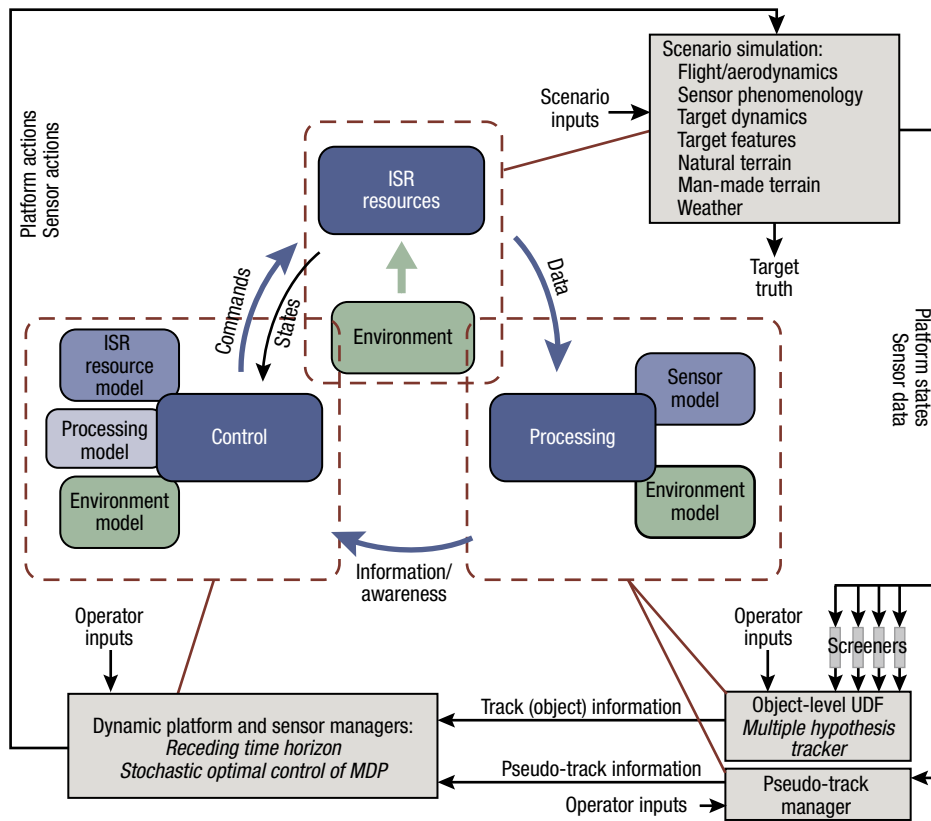 Scenario simulation:
Flight/aerodynamics
Sensor phenomenology
Target dynamics
Target features
Natural terrain
Man-made terrain
Weather
Scenario
inputs
Target
truth
Platform actions
Sensor actions
ISR
resources
Commands
States
Data
Environment
Platform states
Sensor data
ISR
resource
model
Processing
model
Environment
model
Control
Processing
Sensor
model
Environment
model
Information/
awareness
Operator
inputs
Operator
inputs
Screeners
Dynamic platform and sensor managers:
Receding time horizon
Stochastic optimal control of MDP
Track (object) information
Object-level UDF
Multiple hypothesis
tracker
Pseudo-track information
Operator inputs
Pseudo-track
manager